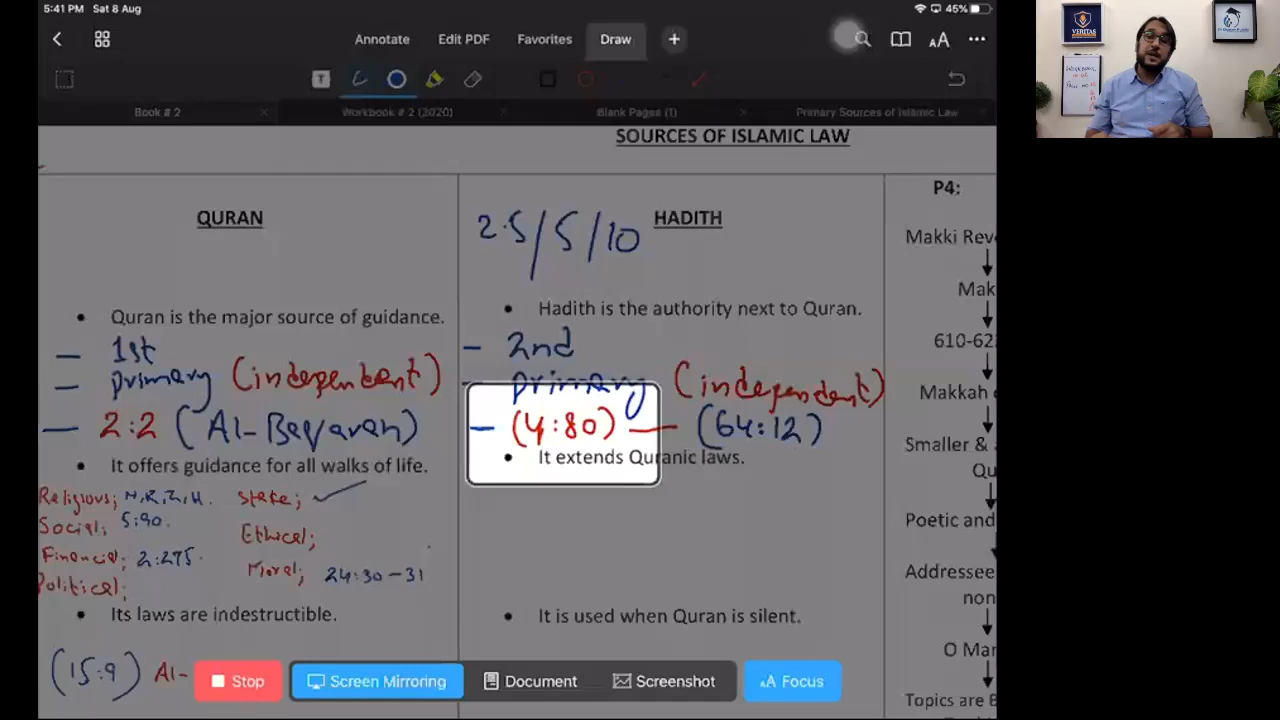 5:41 PM Sat 8 Aug 45%
Annotate Edit PDF Favorites Draw
Book # 2 Workbook # 2 (2020) Blank Pages (1) Primary Sources of Islamic Law
SOURCES OF ISLAMIC LAW
QURAN
• Quran is the major source of guidance.
– 1st
– primary (independent)
– 2:2 (Al-Baqarah)
• It offers guidance for all walks of life.
Religious; N,R,Z,H. State;
Social; 5:90.
Ethical;
Financial; 2:275.
Moral; 24:30-31
Political;
• Its laws are indestructible.
(15:9) Al-
2.5/5/10 HADITH
• Hadith is the authority next to Quran.
– 2nd
– primary (independent)
– (4:80) — (64:12)
• It extends Quranic laws.
• It is used when Quran is silent.
P4:
Makki Reve
Mak
610-62
Makkah
Smaller &
Qu
Poetic and
Addressee
non
O Man
Topics are B
Stop Screen Mirroring Document Screenshot Focus
VERITAS